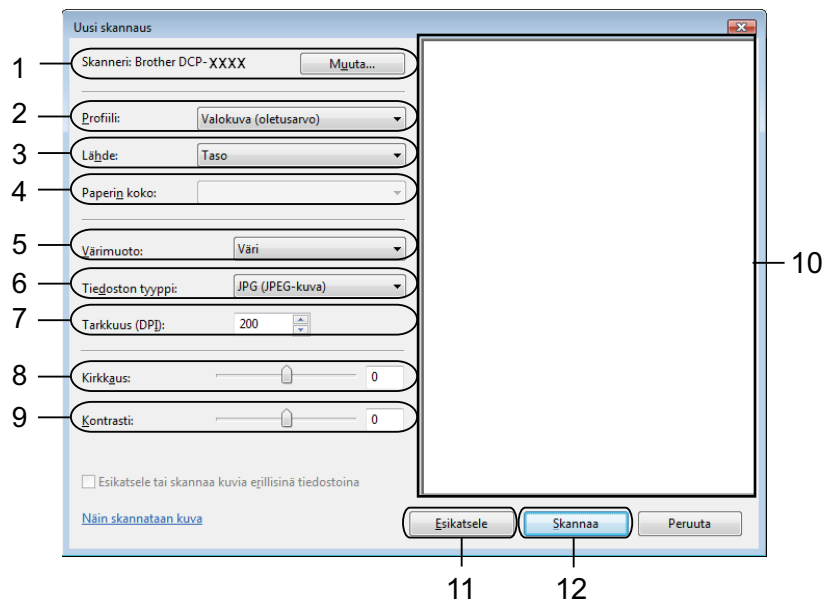 Uusi skannaus
1 Skanneri: Brother DCP-XXXX Muuta...
2 Profiili: Valokuva (oletusarvo)
3 Lähde: Taso
4 Paperin koko:
5 Värimuoto: Väri
6 Tiedoston tyyppi: JPG (JPEG-kuva)
7 Tarkkuus (DPI): 200
8 Kirkkaus: 0
9 Kontrasti: 0
10
Esikatsele tai skannaa kuvia erillisinä tiedostoina
Näin skannataan kuva
Esikatsele Skannaa Peruuta
11 12